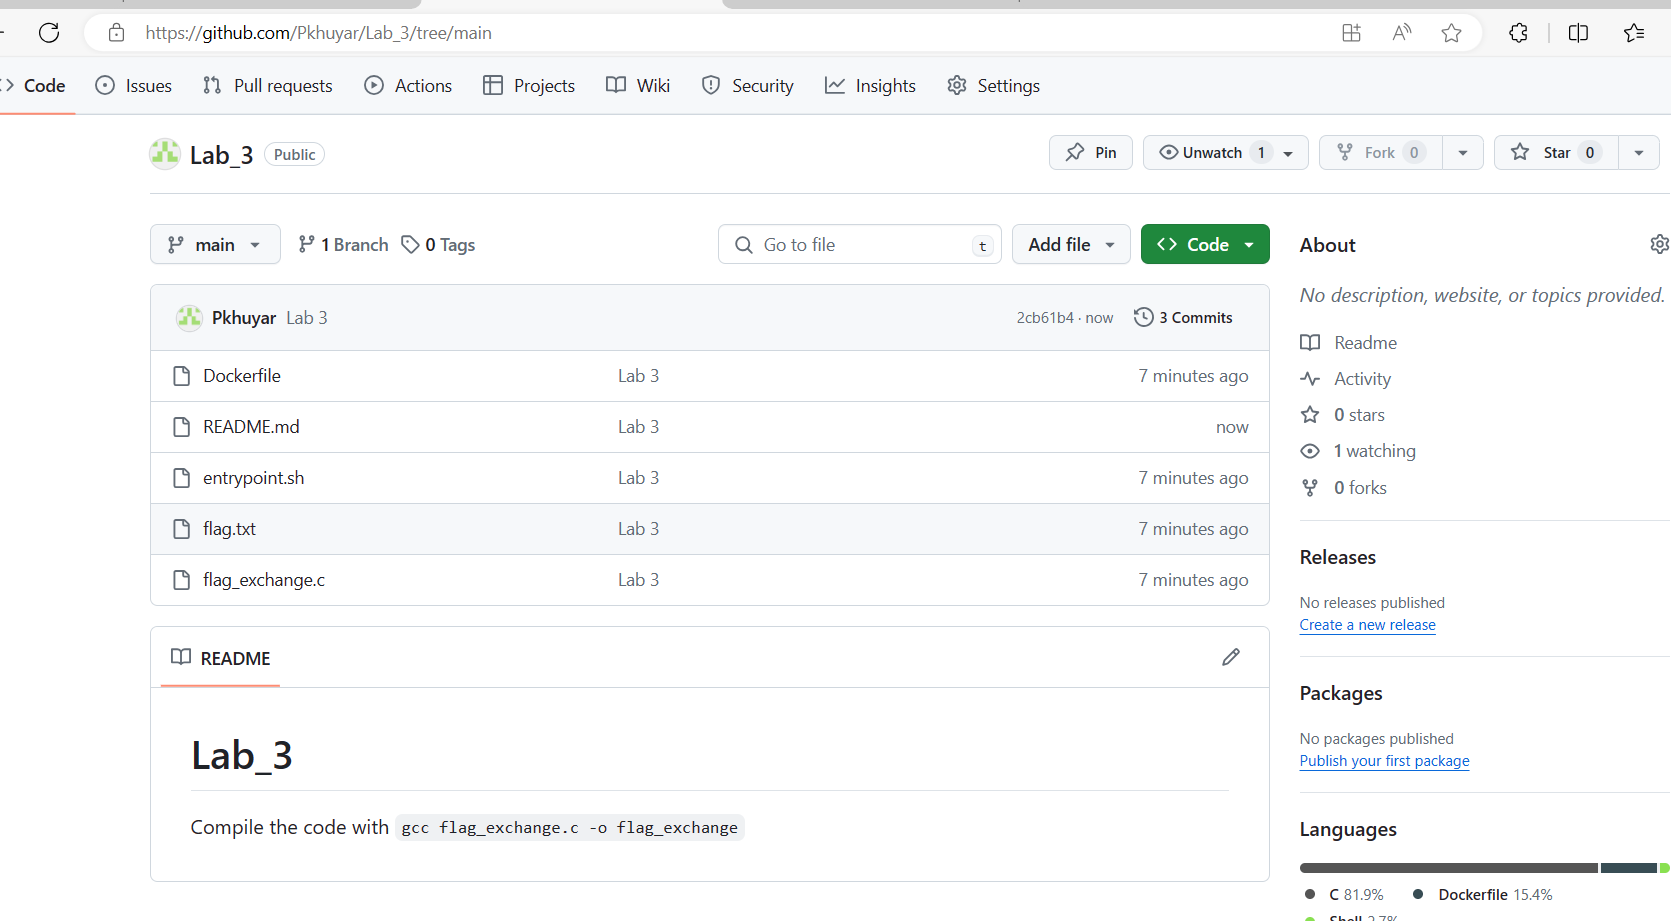 https://github.com/Pkhuyar/Lab_3/tree/main
Code Issues Pull requests Actions Projects Wiki Security Insights Settings
Lab_3 Public Pin Unwatch 1 Fork 0 Star 0
main 1 Branch 0 Tags Go to file t Add file Code
Pkhuyar Lab 3 2cb61b4 · now 3 Commits
Dockerfile Lab 3 7 minutes ago
README.md Lab 3 now
entrypoint.sh Lab 3 7 minutes ago
flag.txt Lab 3 7 minutes ago
flag_exchange.c Lab 3 7 minutes ago
README
Lab_3
Compile the code with gcc flag_exchange.c -o flag_exchange
About
No description, website, or topics provided.
Readme
Activity
0 stars
1 watching
0 forks
Releases
No releases published
Create a new release
Packages
No packages published
Publish your first package
Languages
C 81.9% Dockerfile 15.4%
Shell 2.7%